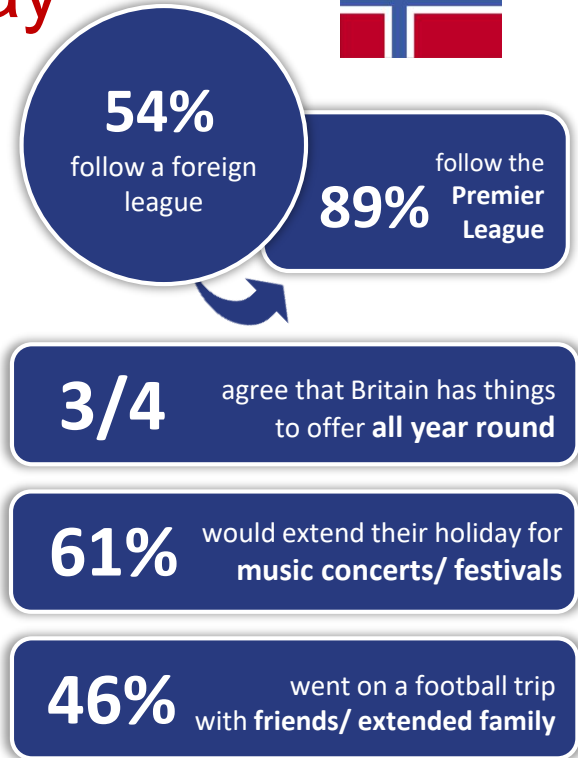 54%
follow a foreign
league
follow the
89% Premier
League
3/4 agree that Britain has things
to offer all year round
61% would extend their holiday for
music concerts/ festivals
46% went on a football trip
with friends/ extended family